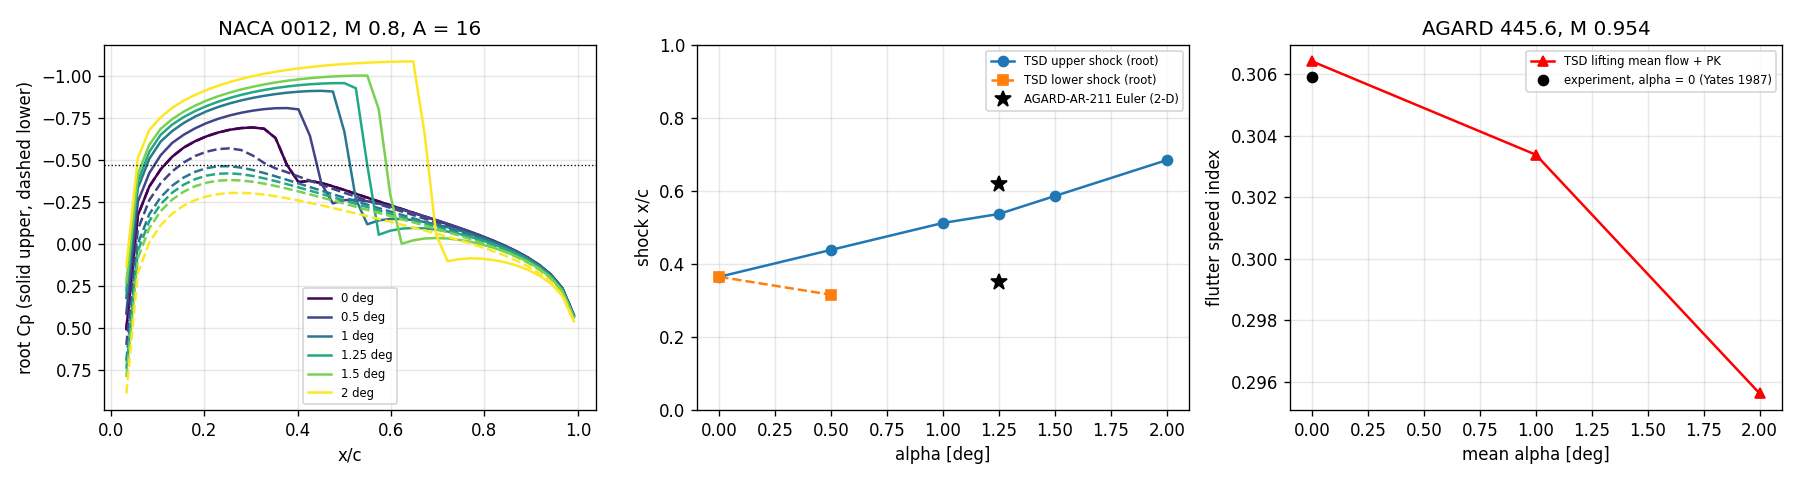 NACA 0012, M 0.8, A = 16
root Cp (solid upper, dashed lower)
−1.00
−0.75
−0.50
−0.25
0.00
0.25
0.50
0.75
0 deg
0.5 deg
1 deg
1.25 deg
1.5 deg
2 deg
0.0 0.2 0.4 0.6 0.8 1.0
x/c
shock x/c
1.0
0.8
0.6
0.4
0.2
0.0
TSD upper shock (root)
TSD lower shock (root)
AGARD-AR-211 Euler (2-D)
0.00 0.25 0.50 0.75 1.00 1.25 1.50 1.75 2.00
alpha [deg]
AGARD 445.6, M 0.954
flutter speed index
0.306
0.304
0.302
0.300
0.298
0.296
TSD lifting mean flow + PK
experiment, alpha = 0 (Yates 1987)
0.00 0.25 0.50 0.75 1.00 1.25 1.50 1.75 2.00
mean alpha [deg]